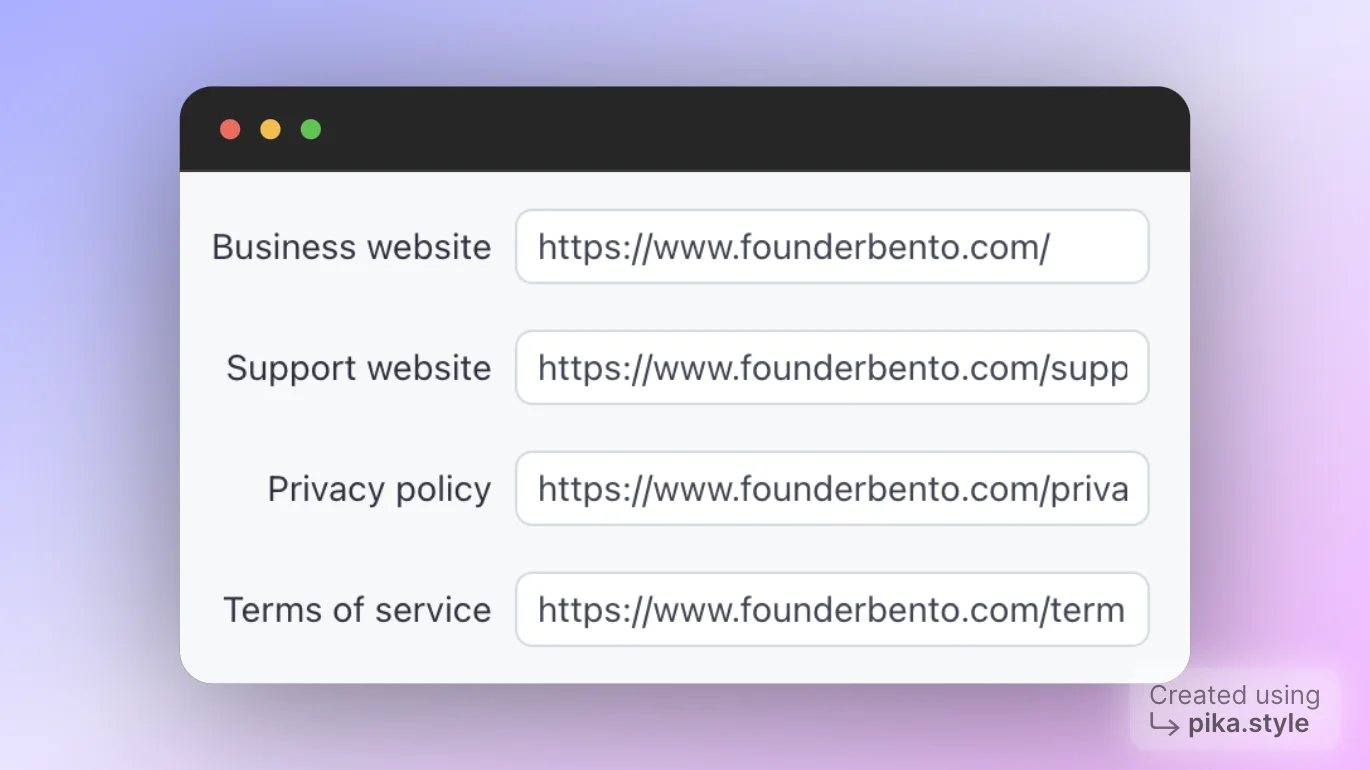 Business website https://www.founderbento.com/
Support website https://www.founderbento.com/supp
Privacy policy https://www.founderbento.com/priva
Terms of service https://www.founderbento.com/term
Created using
pika.style